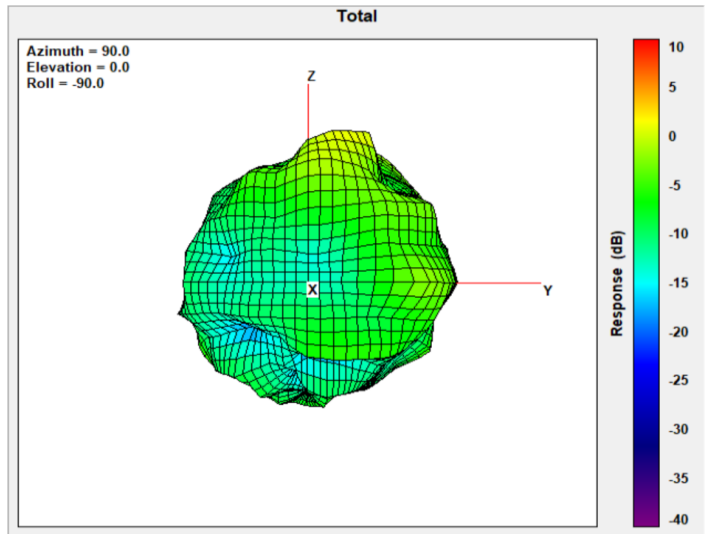 Total
Azimuth = 90.0
Elevation = 0.0
Roll = -90.0
Z
X
Y
Response (dB)
10
5
0
-5
-10
-15
-20
-25
-30
-35
-40